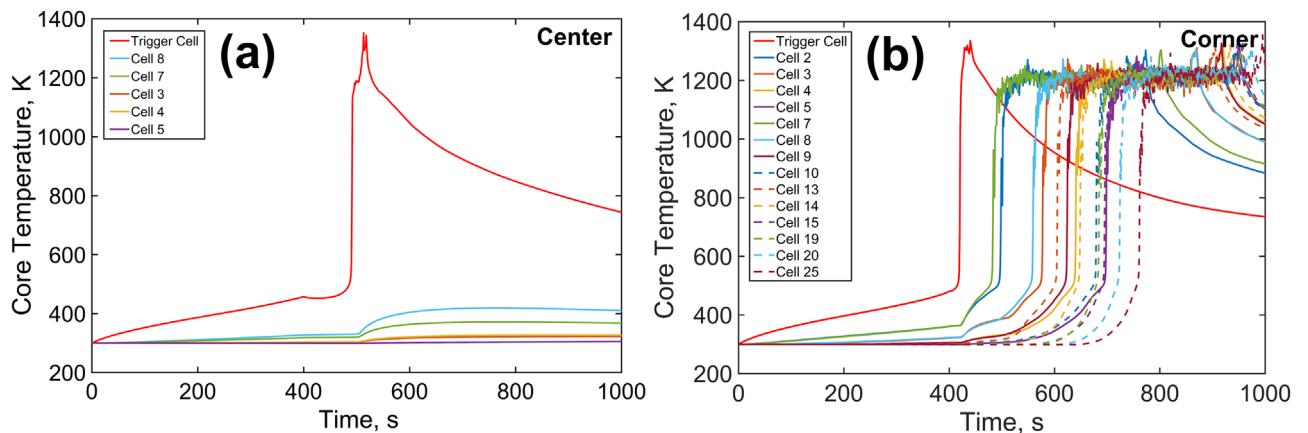 (a)
Center
Core Temperature, K
1400
1200
1000
800
600
400
200
Trigger Cell
Cell 8
Cell 7
Cell 3
Cell 4
Cell 5
0 200 400 600 800 1000
Time, s
(b)
Corner
Core Temperature, K
1400
1200
1000
800
600
400
200
Trigger Cell
Cell 2
Cell 3
Cell 4
Cell 5
Cell 7
Cell 8
Cell 9
Cell 10
Cell 13
Cell 14
Cell 15
Cell 19
Cell 20
Cell 25
0 200 400 600 800 1000
Time, s